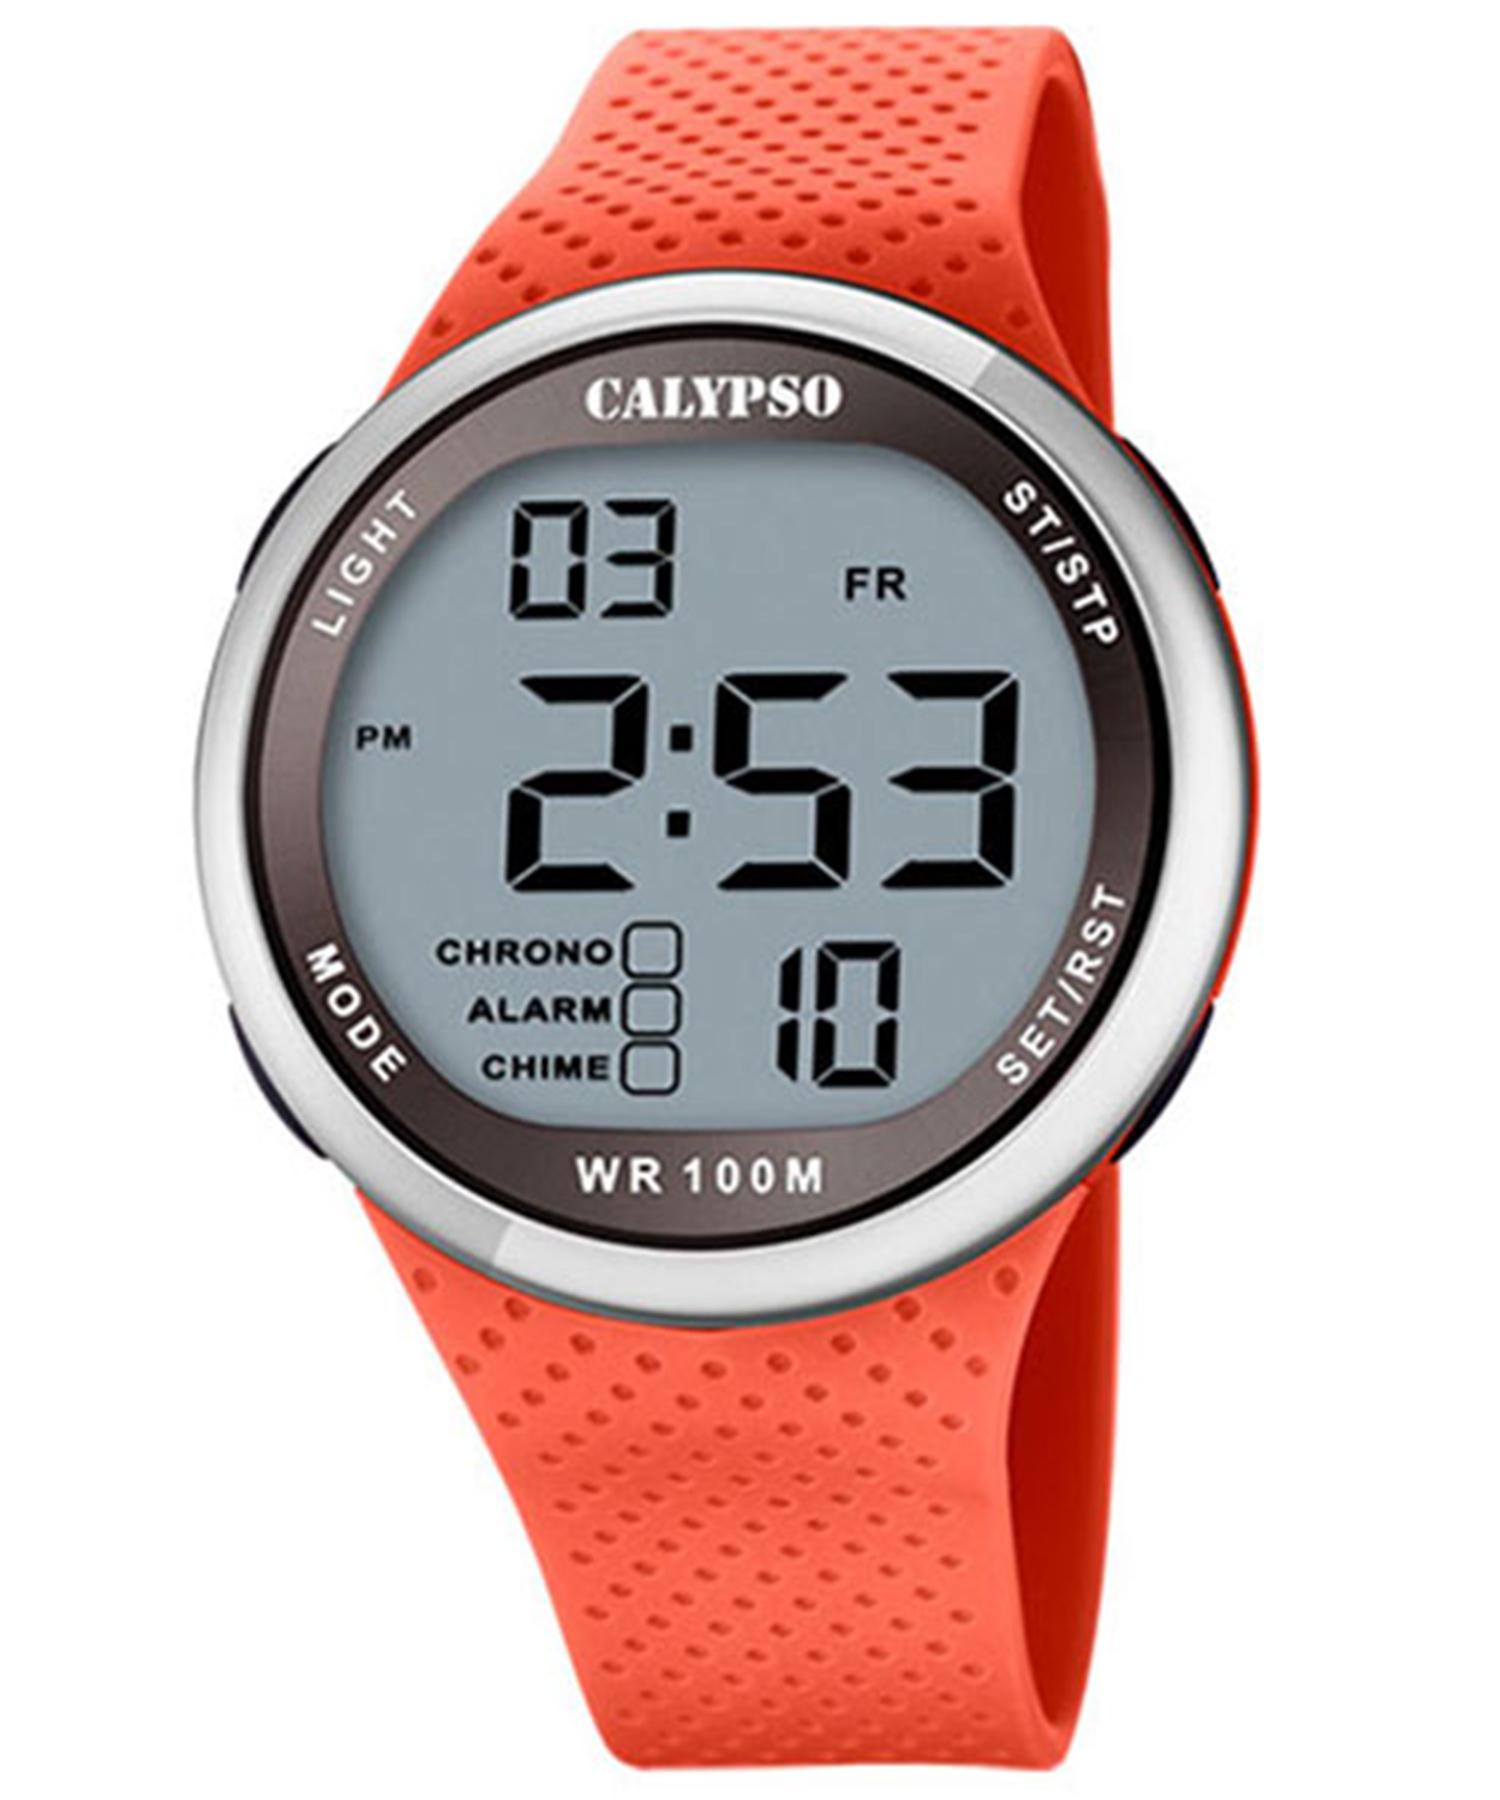 CALYPSO
LIGHT
ST/STP
03 FR
PM 2:53
CHRONO
ALARM
CHIME
10
MODE
SET/RST
WR 100M